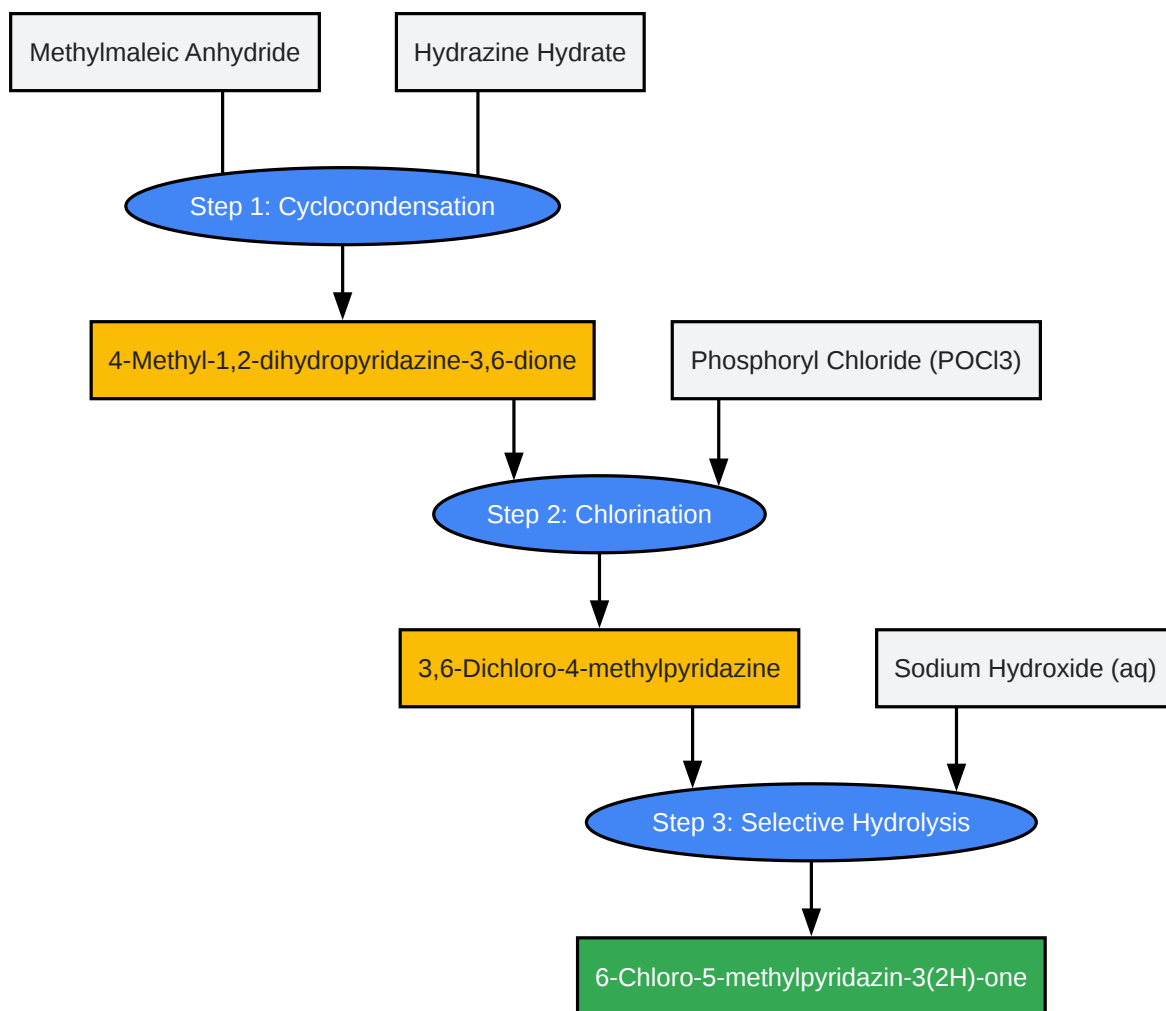 Methylmaleic Anhydride
Hydrazine Hydrate
Step 1: Cyclocondensation
4-Methyl-1,2-dihydropyridazine-3,6-dione
Phosphoryl Chloride (POCl3)
Step 2: Chlorination
3,6-Dichloro-4-methylpyridazine
Sodium Hydroxide (aq)
Step 3: Selective Hydrolysis
6-Chloro-5-methylpyridazin-3(2H)-one